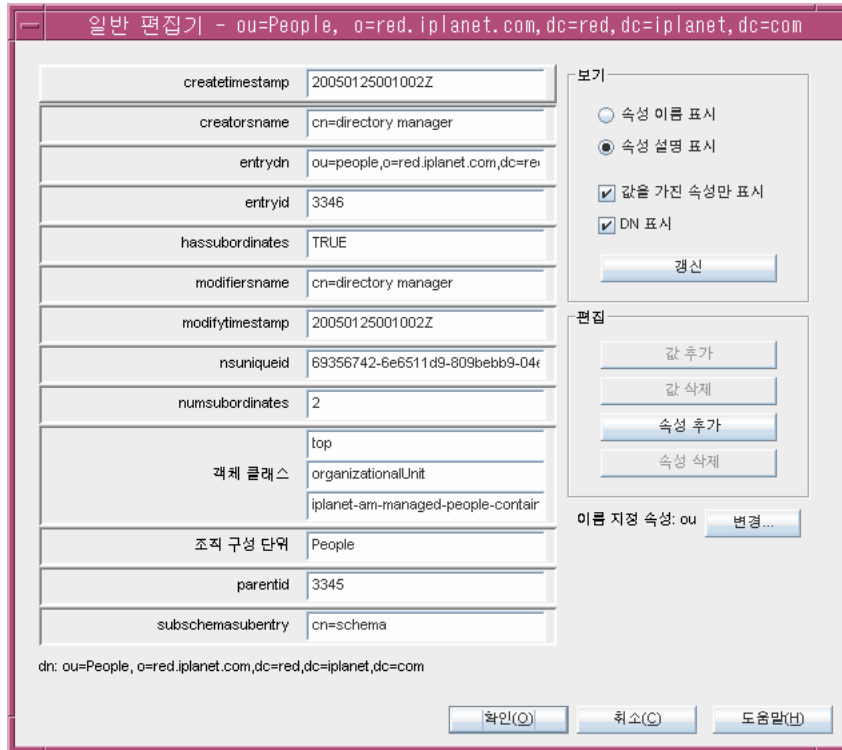 일반 편집기 - ou=People, o=red.iplanet.com,dc=red,dc=iplanet,dc=com
createtimestamp 20050125001002Z
creatorsname cn=directory manager
entrydn ou=people,o=red.iplanet.com,dc=re
entryid 3346
hassubordinates TRUE
modifiersname cn=directory manager
modifytimestamp 20050125001002Z
nsuniqueid 69356742-6e6511d9-809bebb9-04
numsubordinates 2
객체 클래스
top
organizationalUnit
iplanet-am-managed-people-contain
조직 구성 단위 People
parentid 3345
subschemasubentry cn=schema
dn: ou=People, o=red.iplanet.com,dc=red,dc=iplanet,dc=com
보기
속성 이름 표시
속성 설명 표시
값을 가진 속성만 표시
DN 표시
갱신
편집
값 추가
값 삭제
속성 추가
속성 삭제
이름 지정 속성: ou 변경...
확인(O) 취소(C) 도움말(H)